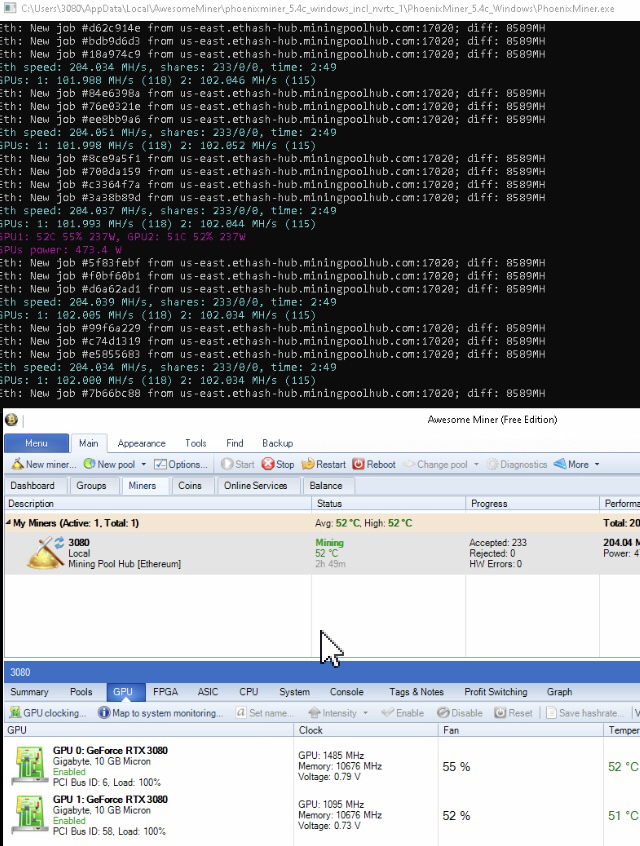 C:\Users\3080\AppData\Local\AwesomeMiner\phoenixminer_5.4c_windows_incl_nvrtc_1\PhoenixMiner_5.4c_Windows\PhoenixMiner.exe
Eth: New job #d62c914e from us-east.ethash-hub.miningpoolhub.com:17020; diff: 8589MH
Eth: New job #bdb9d6d3 from us-east.ethash-hub.miningpoolhub.com:17020; diff: 8589MH
Eth: New job #18a974c9 from us-east.ethash-hub.miningpoolhub.com:17020; diff: 8589MH
Eth speed: 204.034 MH/s, shares: 233/0/0, time: 2:49
GPUs: 1: 101.988 MH/s (118) 2: 102.046 MH/s (115)
Eth: New job #84e6398a from us-east.ethash-hub.miningpoolhub.com:17020; diff: 8589MH
Eth: New job #76e0321e from us-east.ethash-hub.miningpoolhub.com:17020; diff: 8589MH
Eth: New job #ee8bb9a6 from us-east.ethash-hub.miningpoolhub.com:17020; diff: 8589MH
Eth speed: 204.051 MH/s, shares: 233/0/0, time: 2:49
GPUs: 1: 101.998 MH/s (118) 2: 102.052 MH/s (115)
Eth: New job #8ce9a5f1 from us-east.ethash-hub.miningpoolhub.com:17020; diff: 8589MH
Eth: New job #700da159 from us-east.ethash-hub.miningpoolhub.com:17020; diff: 8589MH
Eth: New job #c3364f7a from us-east.ethash-hub.miningpoolhub.com:17020; diff: 8589MH
Eth: New job #3a38b89d from us-east.ethash-hub.miningpoolhub.com:17020; diff: 8589MH
Eth speed: 204.037 MH/s, shares: 233/0/0, time: 2:49
GPUs: 1: 101.993 MH/s (118) 2: 102.044 MH/s (115)
GPU1: 52C 55% 237W, GPU2: 51C 52% 237W
GPUs power: 473.4 W
Eth: New job #5f83febf from us-east.ethash-hub.miningpoolhub.com:17020; diff: 8589MH
Eth: New job #f0bf60b1 from us-east.ethash-hub.miningpoolhub.com:17020; diff: 8589MH
Eth: New job #d6a62ad1 from us-east.ethash-hub.miningpoolhub.com:17020; diff: 8589MH
Eth speed: 204.039 MH/s, shares: 233/0/0, time: 2:49
GPUs: 1: 102.005 MH/s (118) 2: 102.034 MH/s (115)
Eth: New job #99f6a229 from us-east.ethash-hub.miningpoolhub.com:17020; diff: 8589MH
Eth: New job #c74d1319 from us-east.ethash-hub.miningpoolhub.com:17020; diff: 8589MH
Eth: New job #e5855683 from us-east.ethash-hub.miningpoolhub.com:17020; diff: 8589MH
Eth speed: 204.034 MH/s, shares: 233/0/0, time: 2:49
GPUs: 1: 102.000 MH/s (118) 2: 102.034 MH/s (115)
Eth: New job #7b66bc88 from us-east.ethash-hub.miningpoolhub.com:17020; diff: 8589MH
Awesome Miner (Free Edition)
Menu Main Appearance Tools Find Backup
New miner... New pool Options... Start Stop Restart Reboot Change pool Diagnostics More
Dashboard Groups Miners Coins Online Services Balance
Description Status Progress Performa
My Miners (Active: 1, Total: 1) Avg: 52 °C, High: 52 °C Total: 20
3080 Mining Accepted: 233 204.04 M
Local 52 °C Rejected: 0 Power: 4
Mining Pool Hub [Ethereum] 2h 49m HW Errors: 0
3080
Summary Pools GPU FPGA ASIC CPU System Console Tags & Notes Profit Switching Graph
GPU clocking... Map to system monitoring... Set name... Intensity Enable Disable Reset Save hashrate... V
GPU Clock Fan Temper
GPU 0: GeForce RTX 3080
Gigabyte, 10 GB Micron
Enabled
PCI Bus ID: 6, Load: 100%
GPU: 1485 MHz
Memory: 10676 MHz
Voltage: 0.79 V
55 %
52 °C
GPU 1: GeForce RTX 3080
Gigabyte, 10 GB Micron
Enabled
PCI Bus ID: 58, Load: 100%
GPU: 1095 MHz
Memory: 10676 MHz
Voltage: 0.73 V
52 %
51 °C